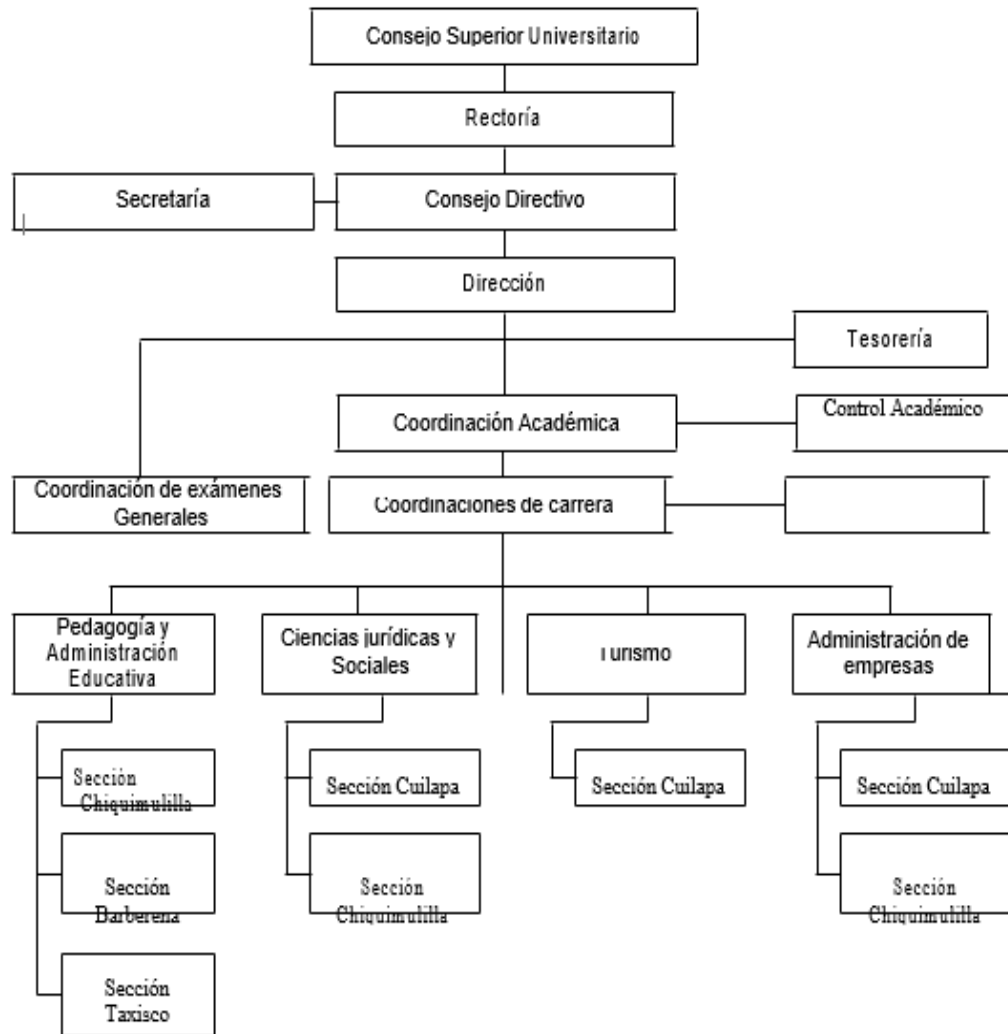 Consejo Superior Universitario
Rectoría
Secretaría
Consejo Directivo
Dirección
Tesorería
Coordinación Académica
Control Académico
Coordinación de exámenes
Generales
Coordinaciones de carrera
Pedagogía y
Administración
Educativa
Ciencias jurídicas y
Sociales
Turismo
Administración de
empresas
Sección
Chiquimulilla
Sección Cuilapa
Sección Cuilapa
Sección Cuilapa
Sección
Barberena
Sección
Chiquimulilla
Sección
Chiquimulilla
Sección
Taxisco